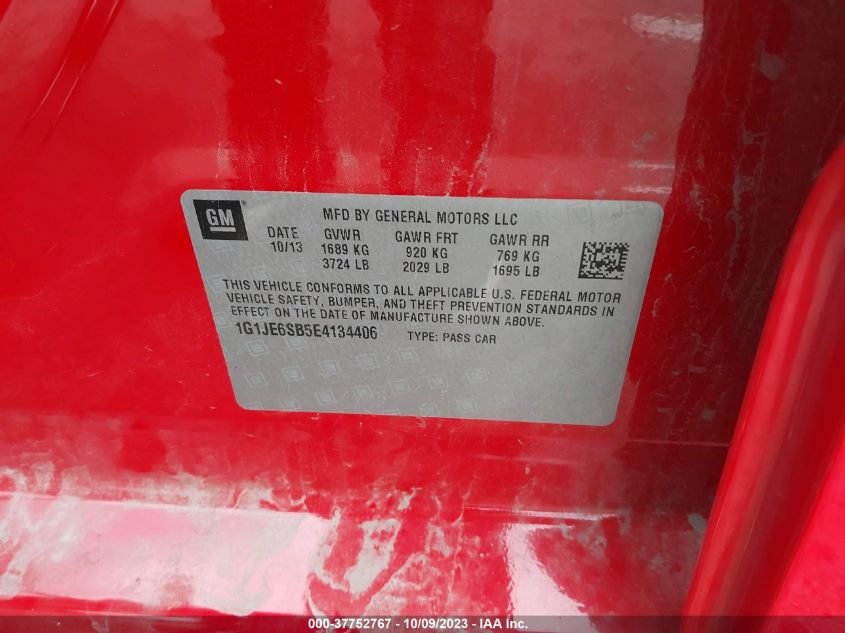 GM®
MFD BY GENERAL MOTORS LLC
DATE GVWR GAWR FRT GAWR RR
10/13 1689 KG 920 KG 769 KG
3724 LB 2029 LB 1695 LB
THIS VEHICLE CONFORMS TO ALL APPLICABLE U.S. FEDERAL MOTOR
VEHICLE SAFETY, BUMPER, AND THEFT PREVENTION STANDARDS IN
EFFECT ON THE DATE OF MANUFACTURE SHOWN ABOVE.
1G1JE6SB5E4134406 TYPE: PASS CAR
000-37752767 - 10/09/2023 - IAA Inc.